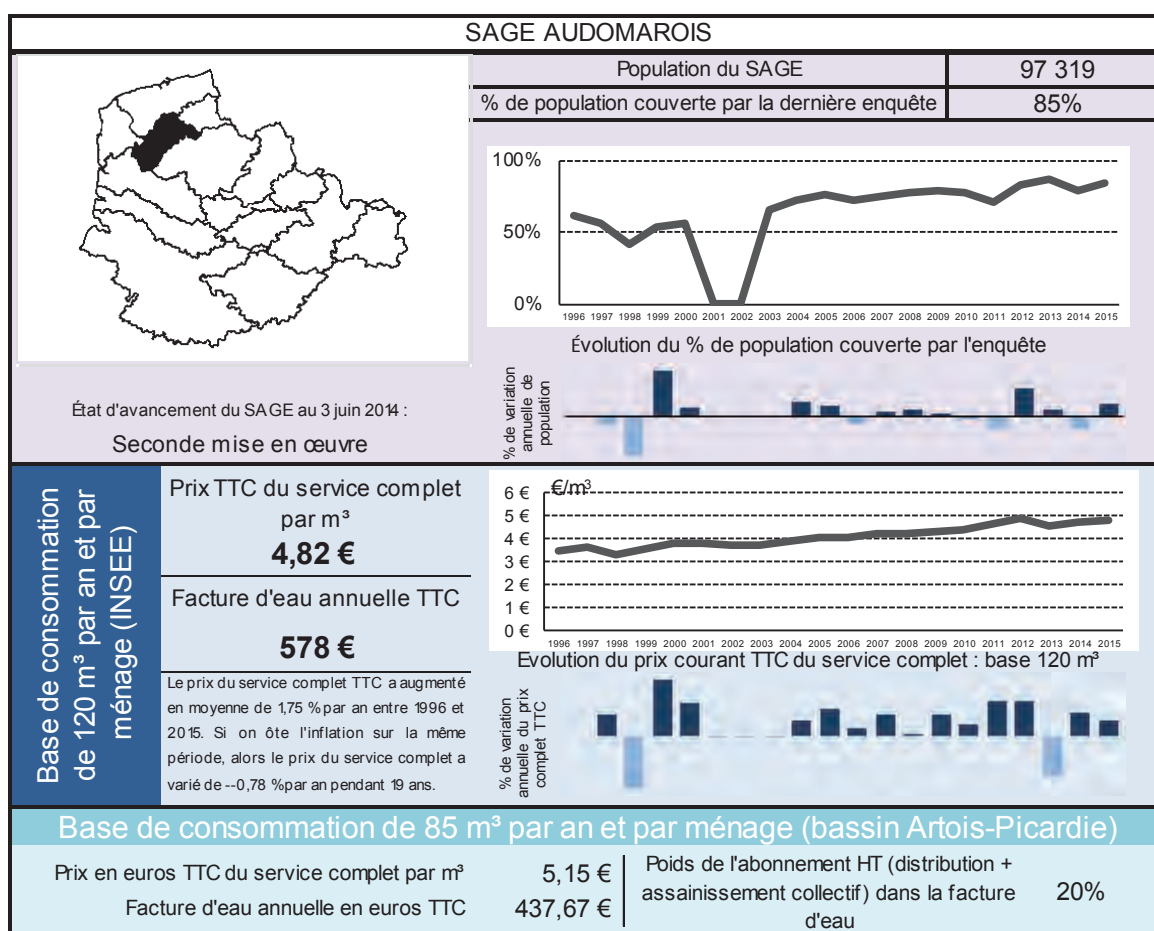 SAGE AUDOMAROIS
Population du SAGE
97 319
% de population couverte par la dernière enquête
85%
100%
50%
0%
1996 1997 1998 1999 2000 2001 2002 2003 2004 2005 2006 2007 2008 2009 2010 2011 2012 2013 2014 2015
Évolution du % de population couverte par l'enquête
% de variation
annuelle de
population
État d'avancement du SAGE au 3 juin 2014 :
Seconde mise en œuvre
Base de consommation
de 120 m³ par an et par
ménage (INSEE)
Prix TTC du service complet
par m³
4,82 €
Facture d'eau annuelle TTC
578 €
Le prix du service complet TTC a augmenté
en moyenne de 1,75 % par an entre 1996 et
2015. Si on ôte l'inflation sur la même
période, alors le prix du service complet a
varié de --0,78 % par an pendant 19 ans.
€/m³
6 €
5 €
4 €
3 €
2 €
1 €
0 €
1996 1997 1998 1999 2000 2001 2002 2003 2004 2005 2006 2007 2008 2009 2010 2011 2012 2013 2014 2015
Evolution du prix courant TTC du service complet : base 120 m³
% de variation
annuelle du prix
complet TTC
Base de consommation de 85 m³ par an et par ménage (bassin Artois-Picardie)
Prix en euros TTC du service complet par m³
5,15 €
Facture d'eau annuelle en euros TTC
437,67 €
Poids de l'abonnement HT (distribution +
assainissement collectif) dans la facture
d'eau
20%